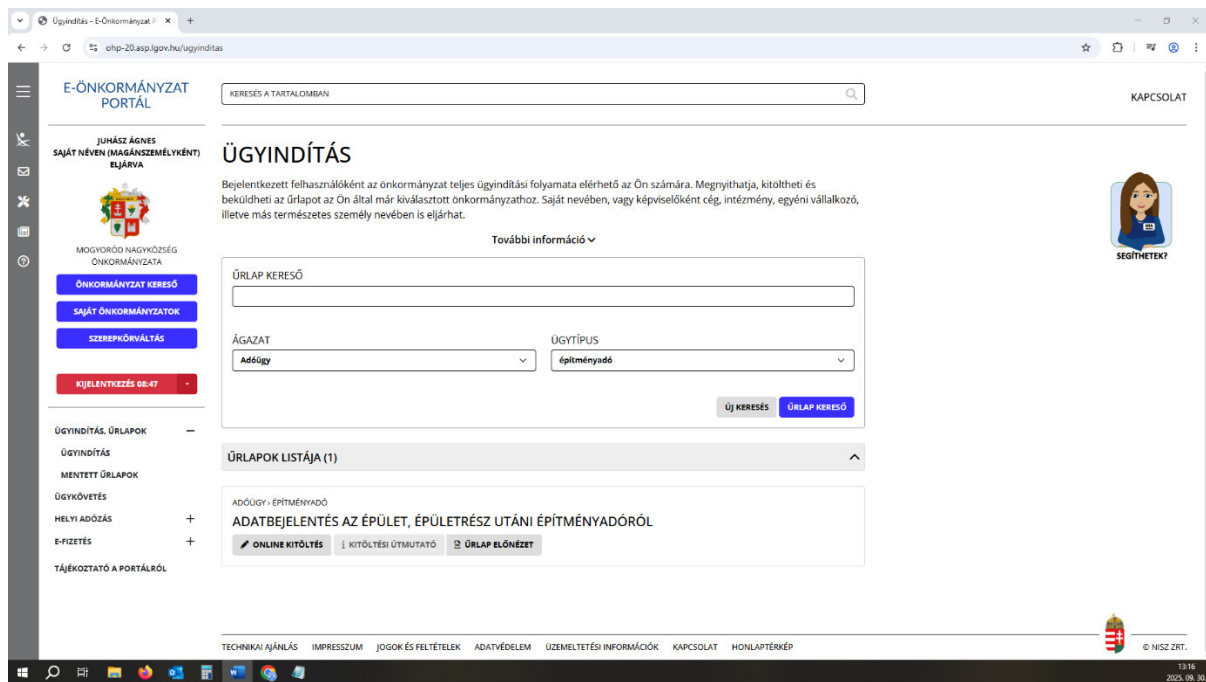 Ügyindítás - E-Önkormányzat P
ohp-20.asp.lgov.hu/ugyinditas
E-ÖNKORMÁNYZAT
PORTÁL
KERESÉS A TARTALOMBAN
KAPCSOLAT
JUHÁSZ ÁGNES
SAJÁT NÉVEN (MAGÁNSZEMÉLYKÉNT)
ELJÁRVA
MOGYORÓD NAGYKÖZSÉG
ÖNKORMÁNYZATA
ÖNKORMÁNYZAT KERESŐ
SAJÁT ÖNKORMÁNYZATOK
SZEREPKÖRVÁLTÁS
KIJELENTKEZÉS 08:47
ÜGYINDÍTÁS, ŰRLAPOK
ÜGYINDÍTÁS
MENTETT ŰRLAPOK
ÜGYKÖVETÉS
HELYI ADÓZÁS
E-FIZETÉS
TÁJÉKOZTATÓ A PORTÁLRÓL
ÜGYINDÍTÁS
Bejelentkezett felhasználóként az önkormányzat teljes ügyindítási folyamata elérhető az Ön számára. Megnyithatja, kitöltheti és
beküldheti az űrlapot az Ön által már kiválasztott önkormányzathoz. Saját nevében, vagy képviselőként cég, intézmény, egyéni vállalkozó,
illetve más természetes személy nevében is eljárhat.
További információ
ŰRLAP KERESŐ
ÁGAZAT
ÜGYTÍPUS
Adóügy
építményadó
ÚJ KERESÉS
ŰRLAP KERESŐ
ŰRLAPOK LISTÁJA (1)
ADÓÜGY › ÉPÍTMÉNYADÓ
ADATBEJELENTÉS AZ ÉPÜLET, ÉPÜLETRÉSZ UTÁNI ÉPÍTMÉNYADÓRÓL
ONLINE KITÖLTÉS
i KITÖLTÉSI ÚTMUTATÓ
ŰRLAP ELŐNÉZET
SEGÍTHETEK?
TECHNIKAI AJÁNLÁS IMPRESSZUM JOGOK ÉS FELTÉTELEK ADATVÉDELEM ÜZEMELTETÉSI INFORMÁCIÓK KAPCSOLAT HONLAPTÉRKÉP
© NISZ ZRT.
13:16
2025. 09. 30.